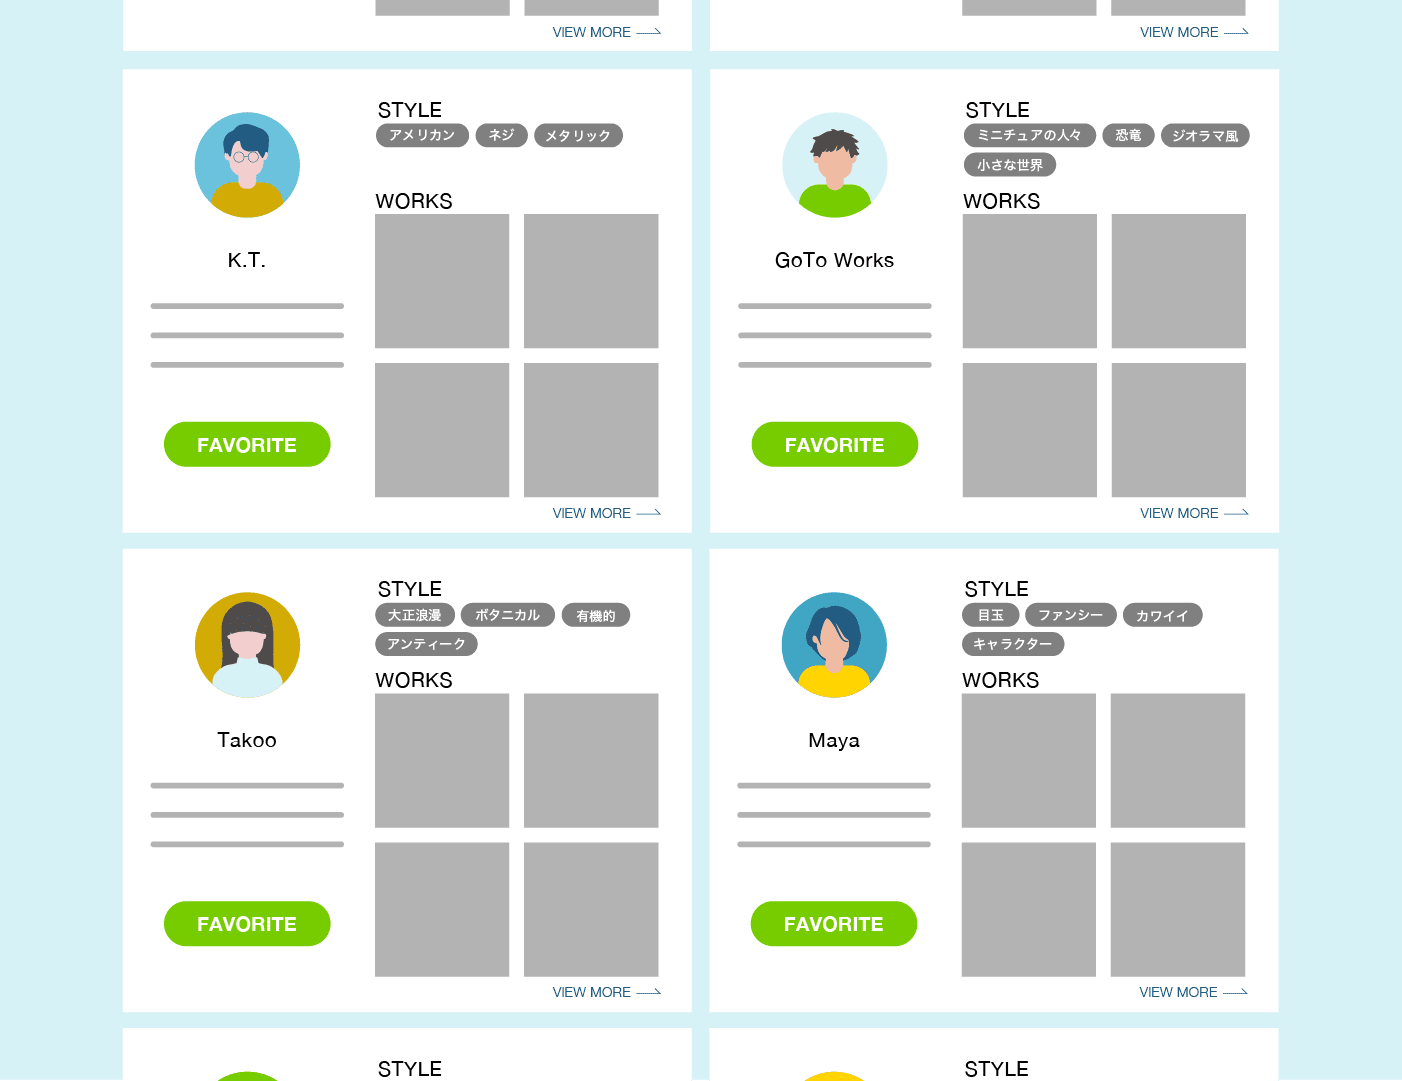 VIEW MORE
VIEW MORE
STYLE
アメリカン ネジ メタリック
WORKS
K.T.
FAVORITE
VIEW MORE
STYLE
ミニチュアの人々 恐竜 ジオラマ風
小さな世界
WORKS
GoTo Works
FAVORITE
VIEW MORE
STYLE
大正浪漫 ボタニカル 有機的
アンティーク
WORKS
Takoo
FAVORITE
VIEW MORE
STYLE
目玉 ファンシー カワイイ
キャラクター
WORKS
Maya
FAVORITE
VIEW MORE
STYLE
STYLE